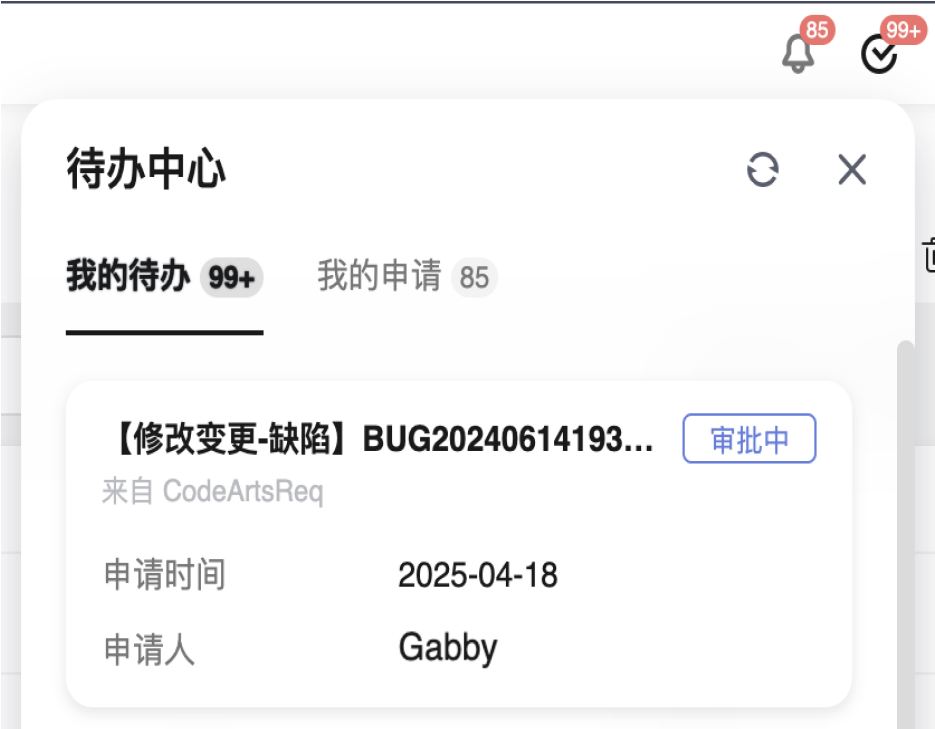 85 99+
待办中心
我的待办 99+ 我的申请 85
【修改变更-缺陷】BUG20240614193... 审批中
来自 CodeArtsReq
申请时间 2025-04-18
申请人 Gabby